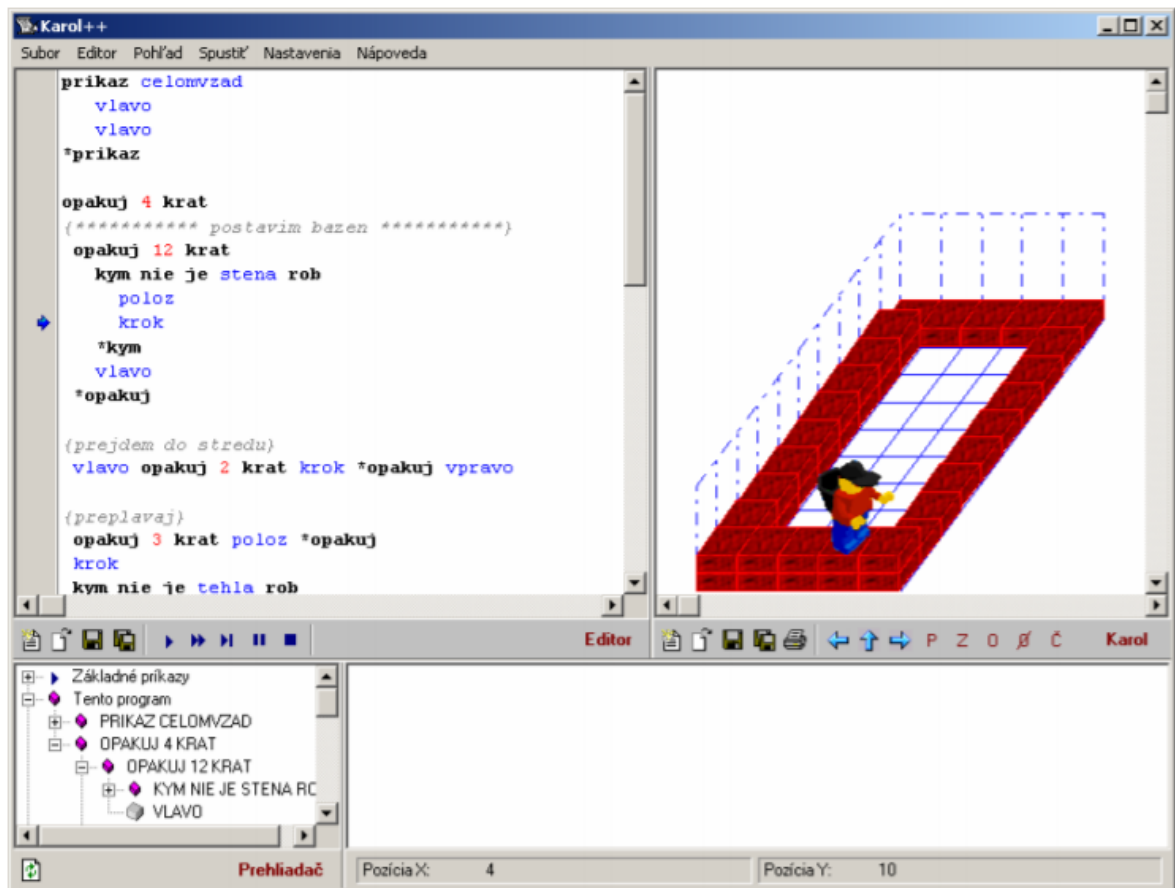 Karol++
Subor Editor Pohľad Spustiť Nastavenia Nápoveda
prikaz celomvzad
vlavo
vlavo
*prikaz
opakuj 4 krat
{*********** postavim bazen ***********}
opakuj 12 krat
kym nie je stena rob
poloz
krok
*kym
vlavo
*opakuj
{prejdem do stredu}
vlavo opakuj 2 krat krok *opakuj vpravo
{preplavaj}
opakuj 3 krat poloz *opakuj
krok
kym nie je tehla rob
Editor
P Z O Ø Č Karol
Základné príkazy
Tento program
PRIKAZ CELOMVZAD
OPAKUJ 4 KRAT
OPAKUJ 12 KRAT
KYM NIE JE STENA RO
VLAVO
Prehliadač
Pozícia X: 4
Pozícia Y: 10